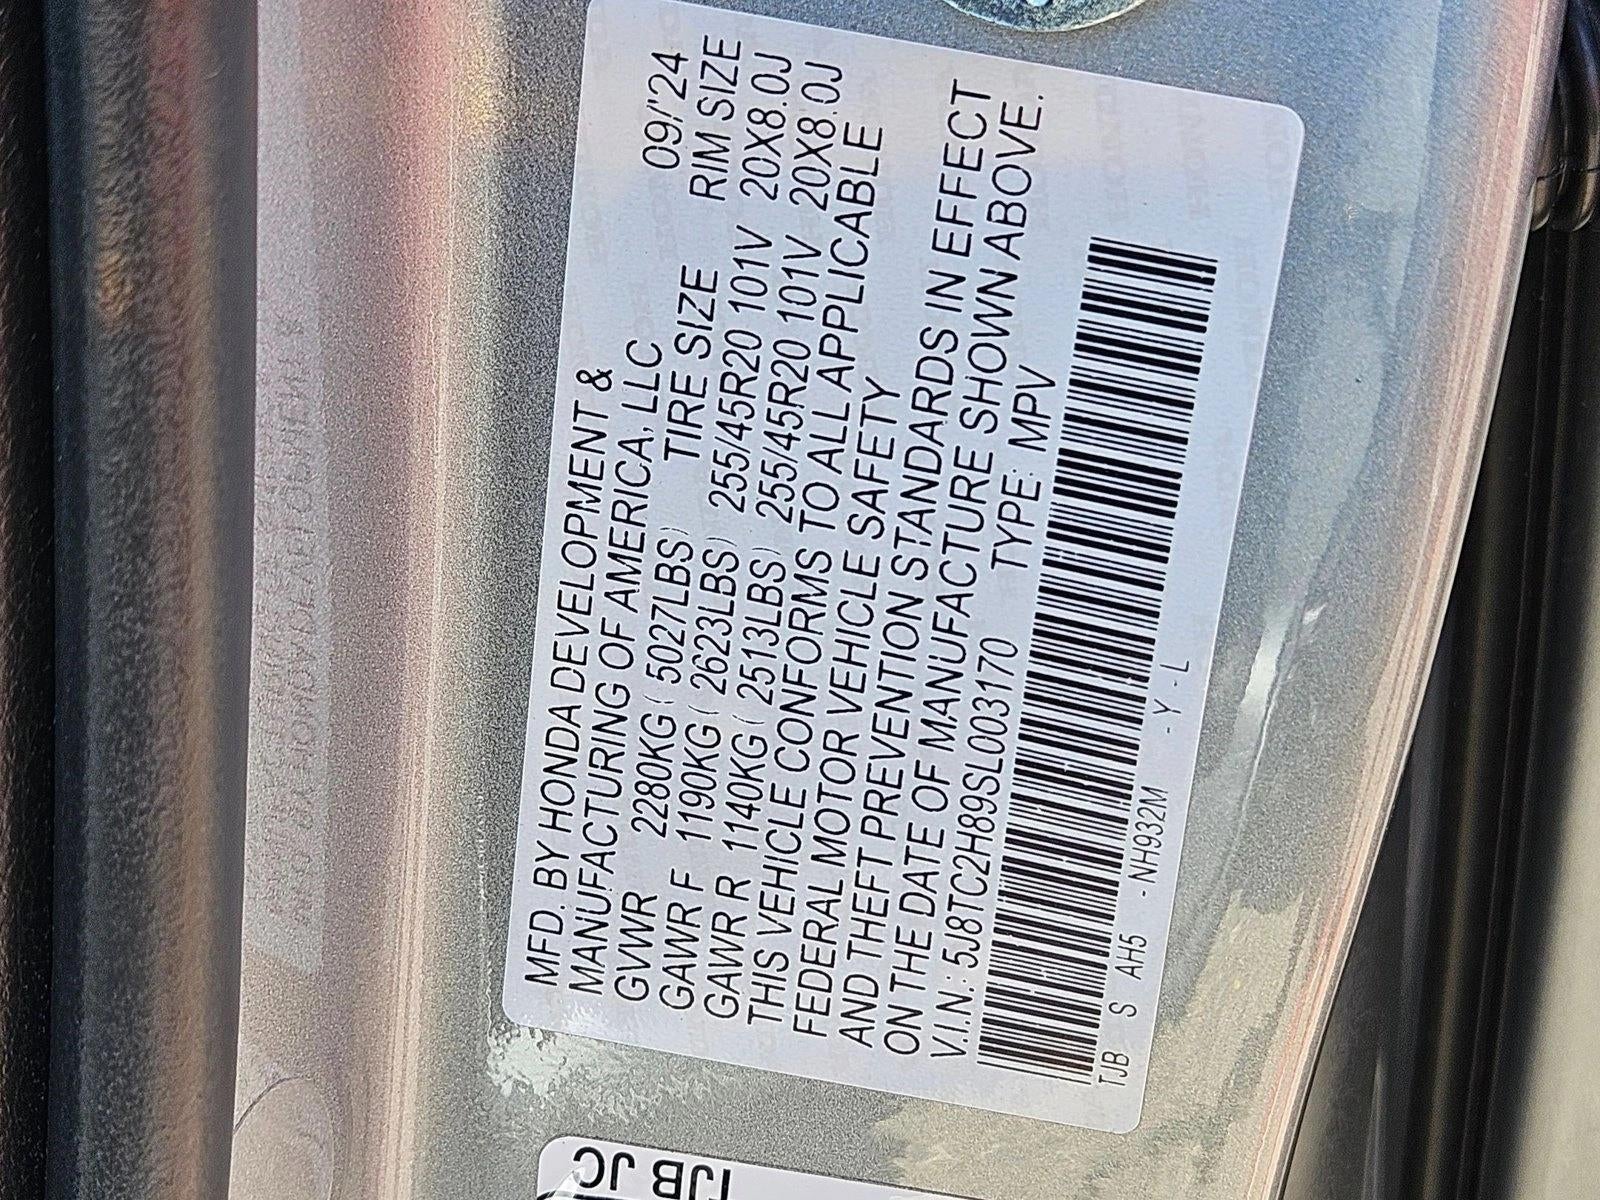 MFD. BY HONDA DEVELOPMENT &
MANUFACTURING OF AMERICA, LLC 09/'24
GVWR 2280KG ( 5027LBS) TIRE SIZE RIM SIZE
GAWR F 1190KG ( 2623LBS) 255/45R20 101V 20X8.0J
GAWR R 1140KG ( 2513LBS) 255/45R20 101V 20X8.0J
THIS VEHICLE CONFORMS TO ALL APPLICABLE
FEDERAL MOTOR VEHICLE SAFETY
AND THEFT PREVENTION STANDARDS IN EFFECT
ON THE DATE OF MANUFACTURE SHOWN ABOVE.
V.I.N.: 5J8TC2H89SL003170 TYPE: MPV
TJB S AH5 -NH932M -Y-L
TJB JC